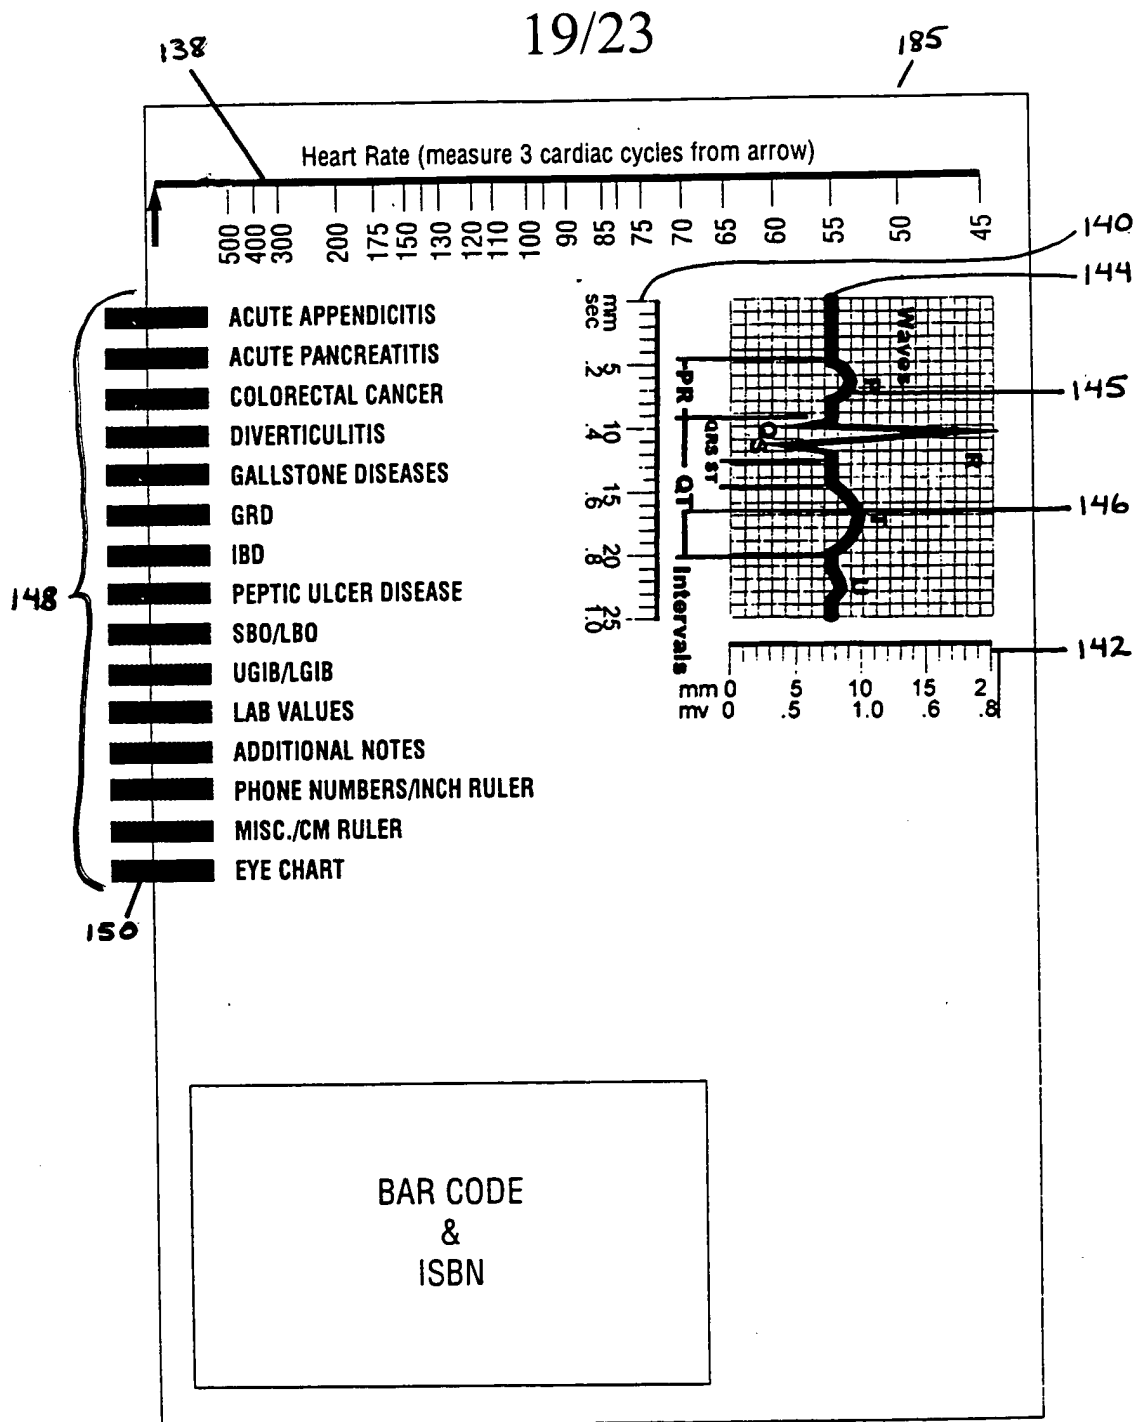 19/23
138
185
Heart Rate (measure 3 cardiac cycles from arrow)
500 400 300 200 175 150 130 120 110 100 90 85 80 75 70 65 60 55 50 45
140
144
ACUTE APPENDICITIS
ACUTE PANCREATITIS
COLORECTAL CANCER
DIVERTICULITIS
GALLSTONE DISEASES
GRD
IBD
PEPTIC ULCER DISEASE
SBO/LBO
UGIB/LGIB
LAB VALUES
ADDITIONAL NOTES
PHONE NUMBERS/INCH RULER
MISC./CM RULER
EYE CHART
148
150
mm 5 10 15 20 25
sec .2 .4 .6 .8 1.0
PR QT Intervals
QRS ST
Waves
P
Q
S
R
T
U
145
146
142
mm 0 5 10 15 2
mv 0 .5 1.0 .6 .8
BAR CODE
&
ISBN